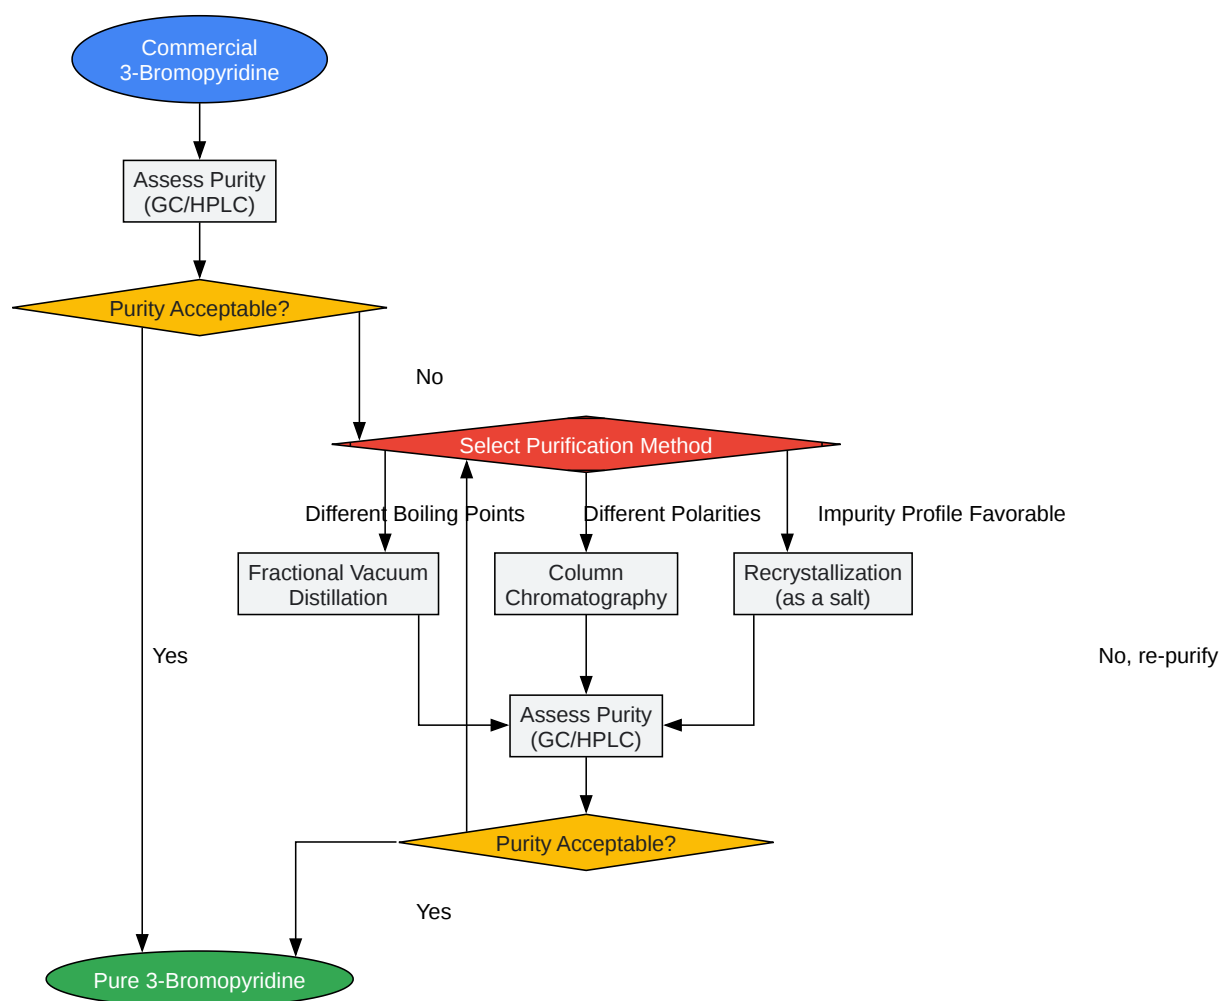 Commercial
3-Bromopyridine
Assess Purity
(GC/HPLC)
Purity Acceptable?
No
Select Purification Method
Different Boiling Points
Different Polarities
Impurity Profile Favorable
Fractional Vacuum
Distillation
Column
Chromatography
Recrystallization
(as a salt)
Yes
No, re-purify
Assess Purity
(GC/HPLC)
Purity Acceptable?
Yes
Pure 3-Bromopyridine